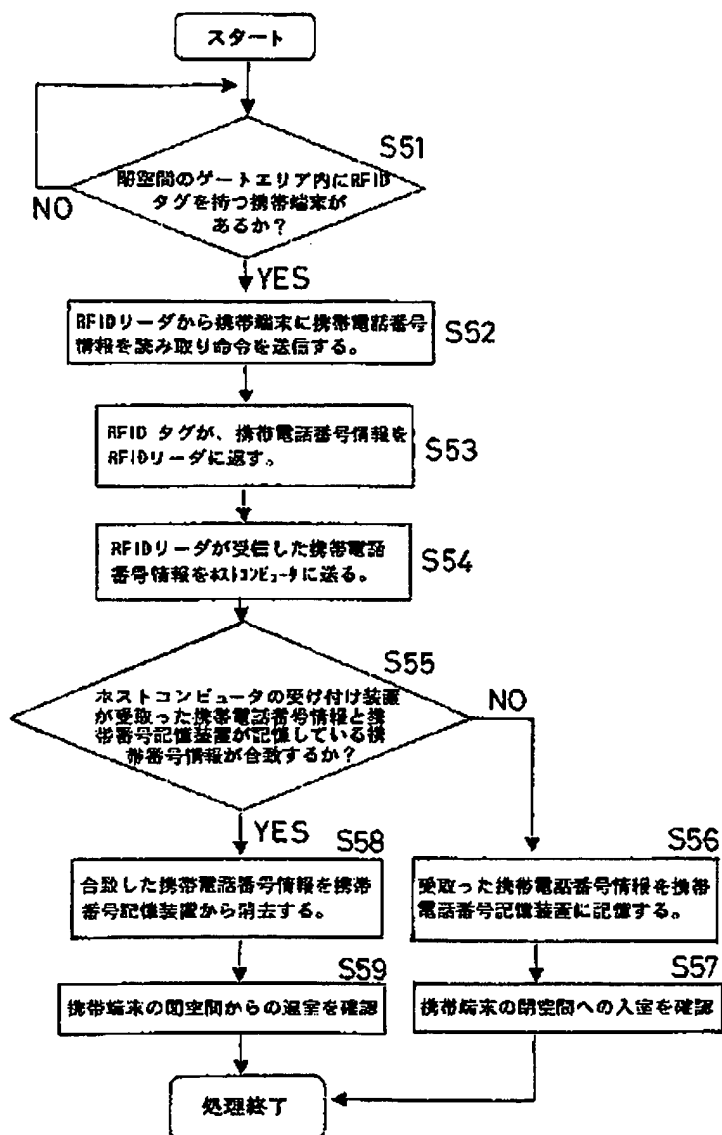 スタート
S51
閉空間のゲートエリア内にRFID
タグを持つ携帯端末が
あるか?
NO
YES
RFIDリーダから携帯端末に携帯電話番号
情報を読み取り命令を送信する。
S52
RFID タグが、携帯電話番号情報を
RFIDリーダに返す。
S53
RFIDリーダが受信した携帯電話
番号情報をホストコンピュータに送る。
S54
S55
ホストコンピュータの受け付け装置
が受取った携帯電話番号情報と携
帯番号記憶装置が記憶している携
帯番号情報が合致するか?
NO
YES
S58
合致した携帯電話番号情報を携帯
番号記憶装置から消去する。
S56
受取った携帯電話番号情報を携帯
電話番号記憶装置に記憶する。
S59
携帯端末の閉空間からの退室を確認
S57
携帯端末の閉空間への入室を確認
処理終了